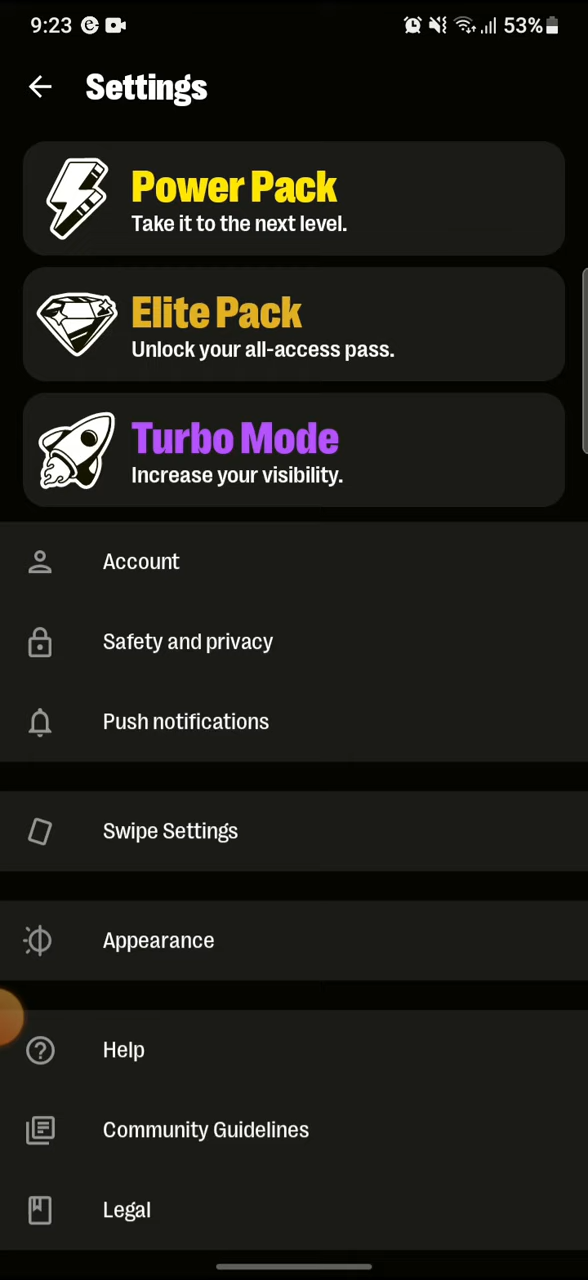 9:23 53%
Settings
Power Pack
Take it to the next level.
Elite Pack
Unlock your all-access pass.
Turbo Mode
Increase your visibility.
Account
Safety and privacy
Push notifications
Swipe Settings
Appearance
Help
Community Guidelines
Legal